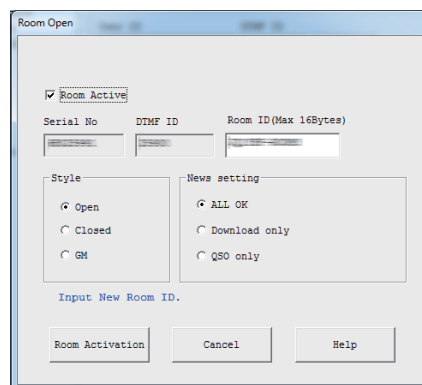 Room Open
Room Active
Serial No DTMF ID Room ID(Max 16Bytes)
Style News setting
Open ALL OK
Closed Download only
GM QSO only
Input New Room ID.
Room Activation Cancel Help